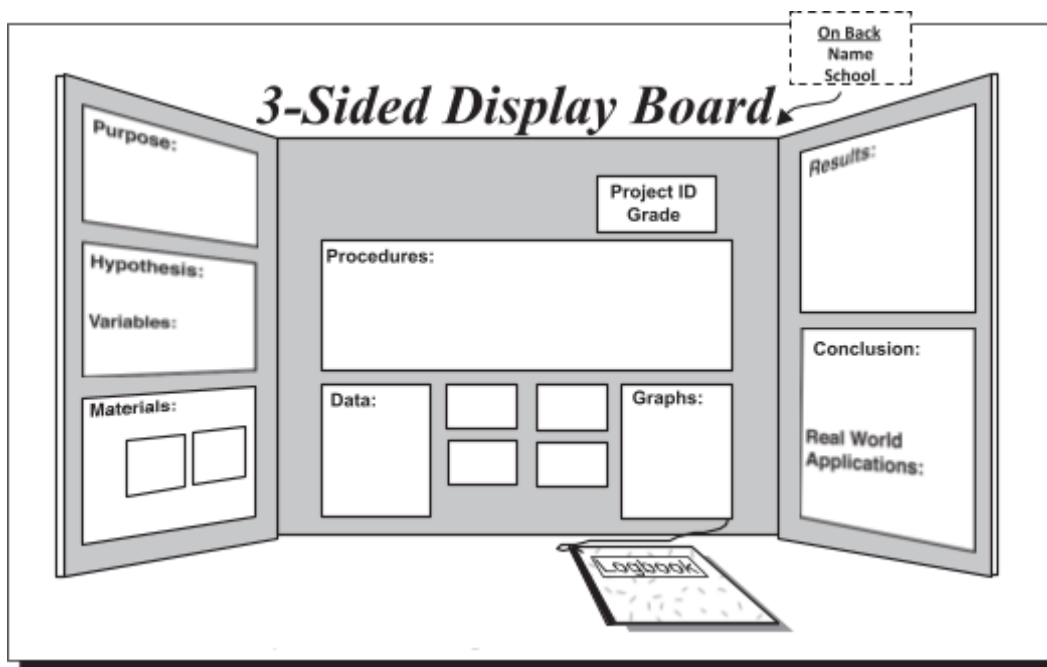 On Back
Name
School
3-Sided Display Board
Purpose:
Hypothesis:
Variables:
Materials:
Project ID
Grade
Procedures:
Data:
Graphs:
Results:
Conclusion:
Real World
Applications:
Logbook